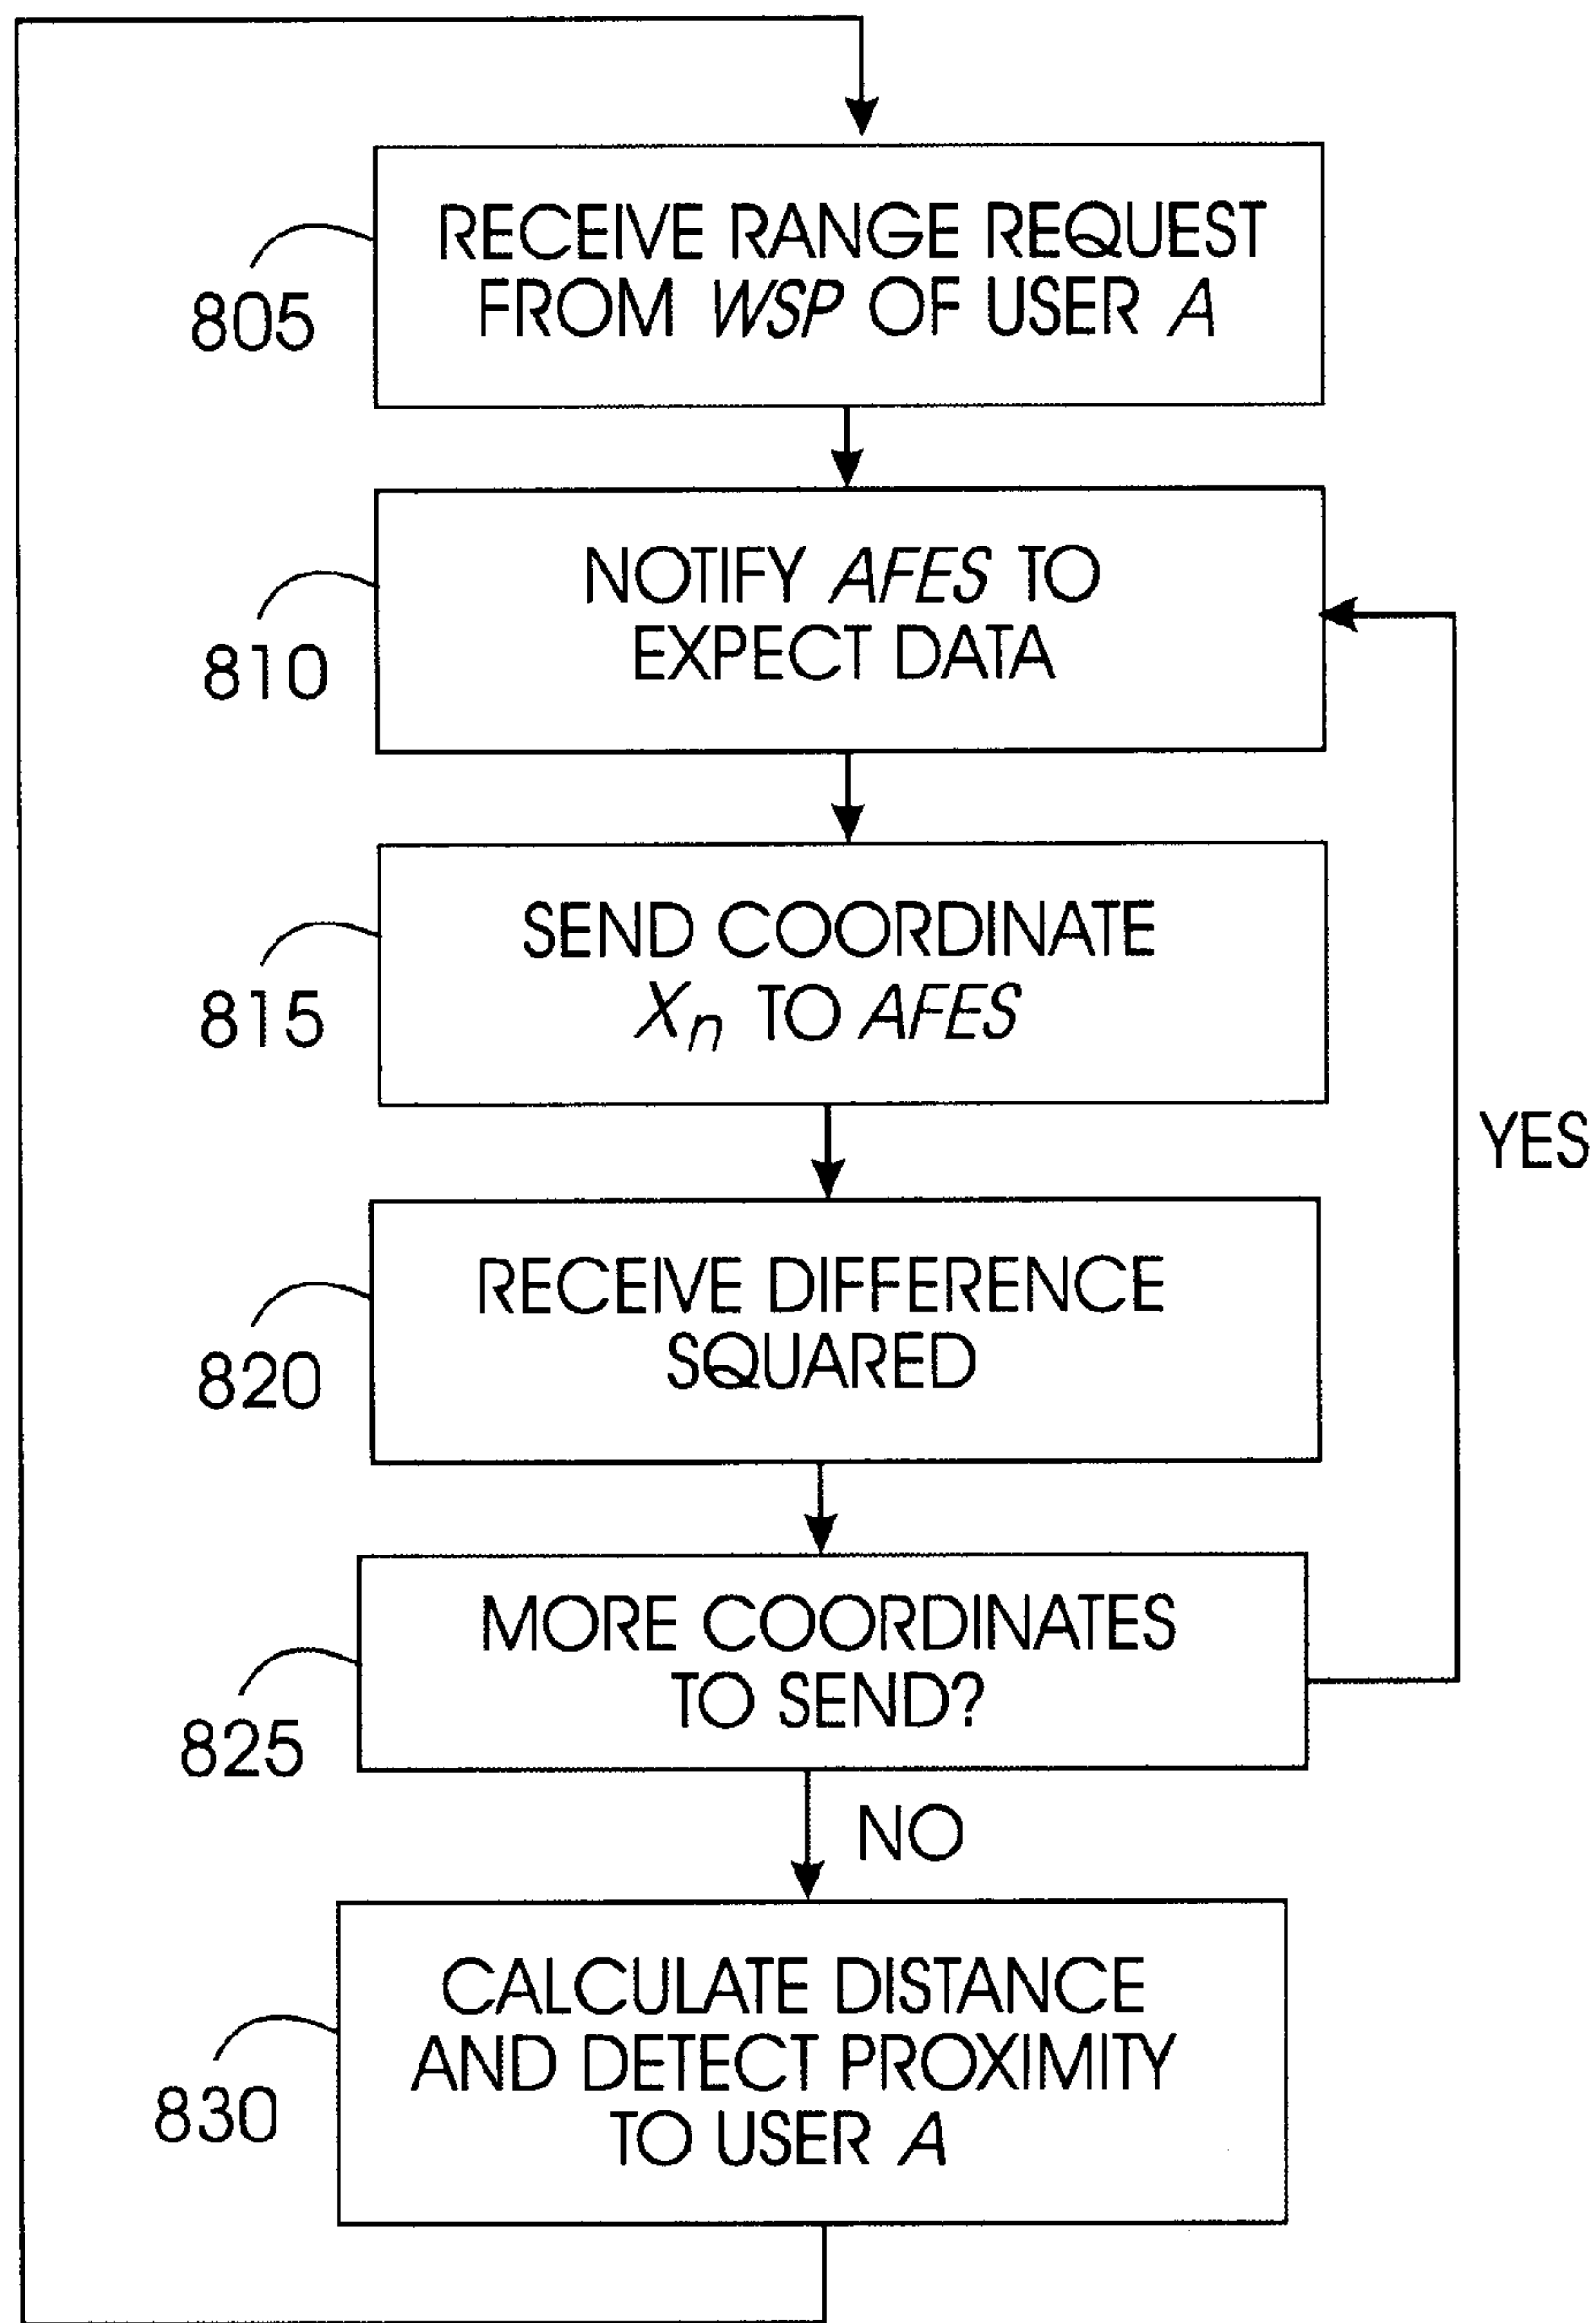 RECEIVE RANGE REQUEST
FROM WSP OF USER A
805
NOTIFY AFES TO
EXPECT DATA
810
SEND COORDINATE
Xn TO AFES
815
YES
RECEIVE DIFFERENCE
SQUARED
820
MORE COORDINATES
TO SEND?
825
NO
CALCULATE DISTANCE
AND DETECT PROXIMITY
TO USER A
830